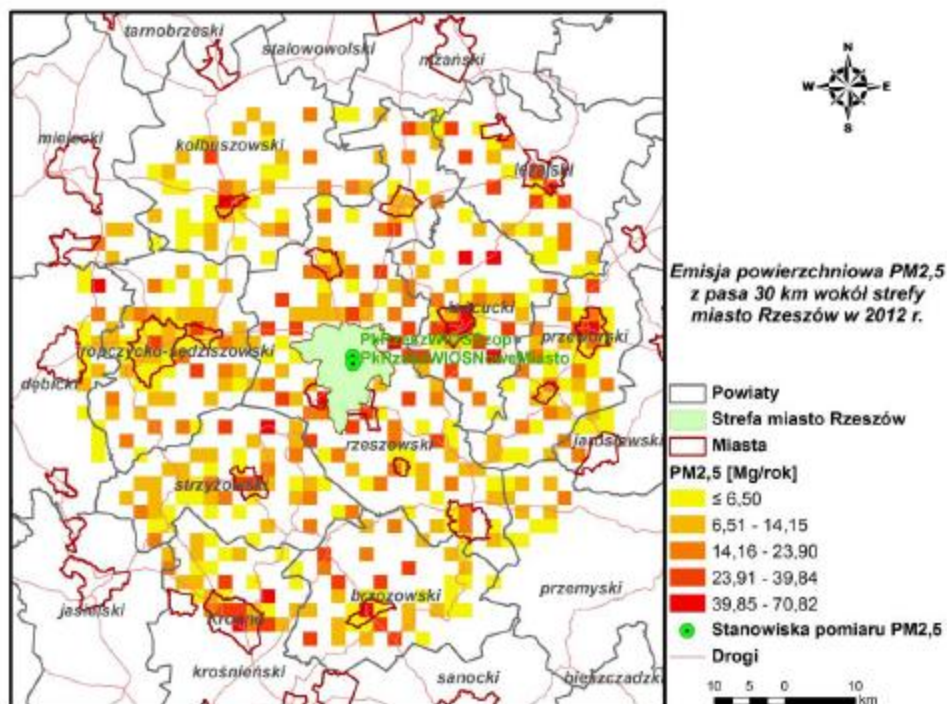 tarnobrzeski
stalowowolski
niżański
mielecki
kolbuszowski
leżajski
łańcucki
przeworski
ropczycko-sędziszowski
dębicki
PkRzeszWIOSNoweMiasto
rzeszowski
jarosławski
strzyżowski
przemyski
brzozowski
jasielski
Krosno
krośnieński
sanocki
bieszczadzki
N
W
E
S
Emisja powierzchniowa PM2,5
z pasa 30 km wokół strefy
miasto Rzeszów w 2012 r.
Powiaty
Strefa miasto Rzeszów
Miasta
PM2,5 [Mg/rok]
≤ 6,50
6,51 - 14,15
14,16 - 23,90
23,91 - 39,84
39,85 - 70,82
Stanowiska pomiaru PM2,5
Drogi
10 5 0 10
km